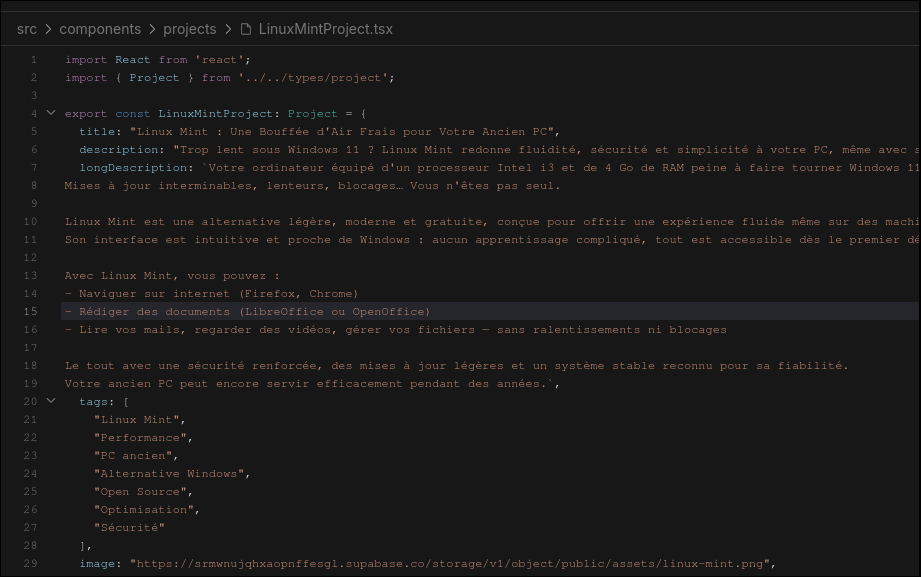 src > components > projects > LinuxMintProject.tsx
1 import React from 'react';
2 import { Project } from '../../types/project';
3
4 export const LinuxMintProject: Project = {
5 title: "Linux Mint : Une Bouffée d'Air Frais pour Votre Ancien PC",
6 description: "Trop lent sous Windows 11 ? Linux Mint redonne fluidité, sécurité et simplicité à votre PC, même avec
7 longDescription: `Votre ordinateur équipé d'un processeur Intel i3 et de 4 Go de RAM peine à faire tourner Windows 11
8 Mises à jour interminables, lenteurs, blocages… Vous n'êtes pas seul.
9
10 Linux Mint est une alternative légère, moderne et gratuite, conçue pour offrir une expérience fluide même sur des machi
11 Son interface est intuitive et proche de Windows : aucun apprentissage compliqué, tout est accessible dès le premier dé
12
13 Avec Linux Mint, vous pouvez :
14 - Naviguer sur internet (Firefox, Chrome)
15 - Rédiger des documents (LibreOffice ou OpenOffice)
16 - Lire vos mails, regarder des vidéos, gérer vos fichiers — sans ralentissements ni blocages
17
18 Le tout avec une sécurité renforcée, des mises à jour légères et un système stable reconnu pour sa fiabilité.
19 Votre ancien PC peut encore servir efficacement pendant des années.`,
20 tags: [
21 "Linux Mint",
22 "Performance",
23 "PC ancien",
24 "Alternative Windows",
25 "Open Source",
26 "Optimisation",
27 "Sécurité"
28 ],
29 image: "https://srmwnujqhxaopnffesgl.supabase.co/storage/v1/object/public/assets/linux-mint.png",